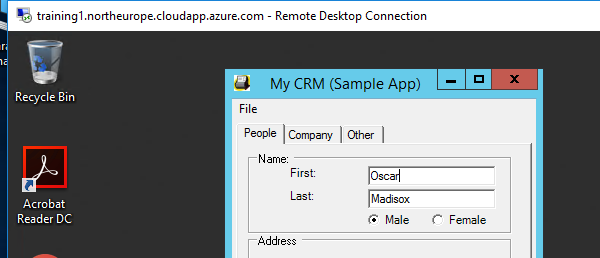 training1.northeurope.cloudapp.azure.com - Remote Desktop Connection
Recycle Bin
Acrobat
Reader DC
My CRM (Sample App)
File
People Company Other
Name:
First: Oscar
Last: Madisox
Male Female
Address